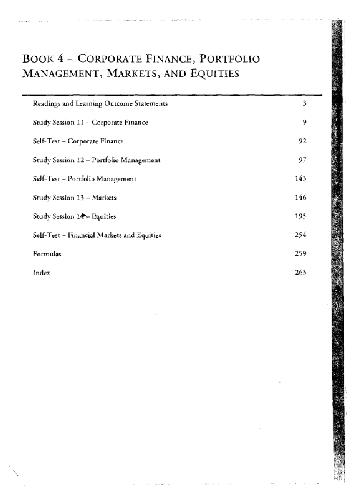 BOOK 4 – CORPORATE FINANCE, PORTFOLIO
MANAGEMENT, MARKETS, AND EQUITIES
Readings and Learning Outcome Statements 3
Study Session 11 – Corporate Finance 9
Self-Test – Corporate Finance 92
Study Session 12 – Portfolio Management 97
Self-Test – Portfolio Management 143
Study Session 13 – Markets 146
Study Session 14 – Equities 195
Self-Test – Financial Markets and Equities 254
Formulas 259
Index 263